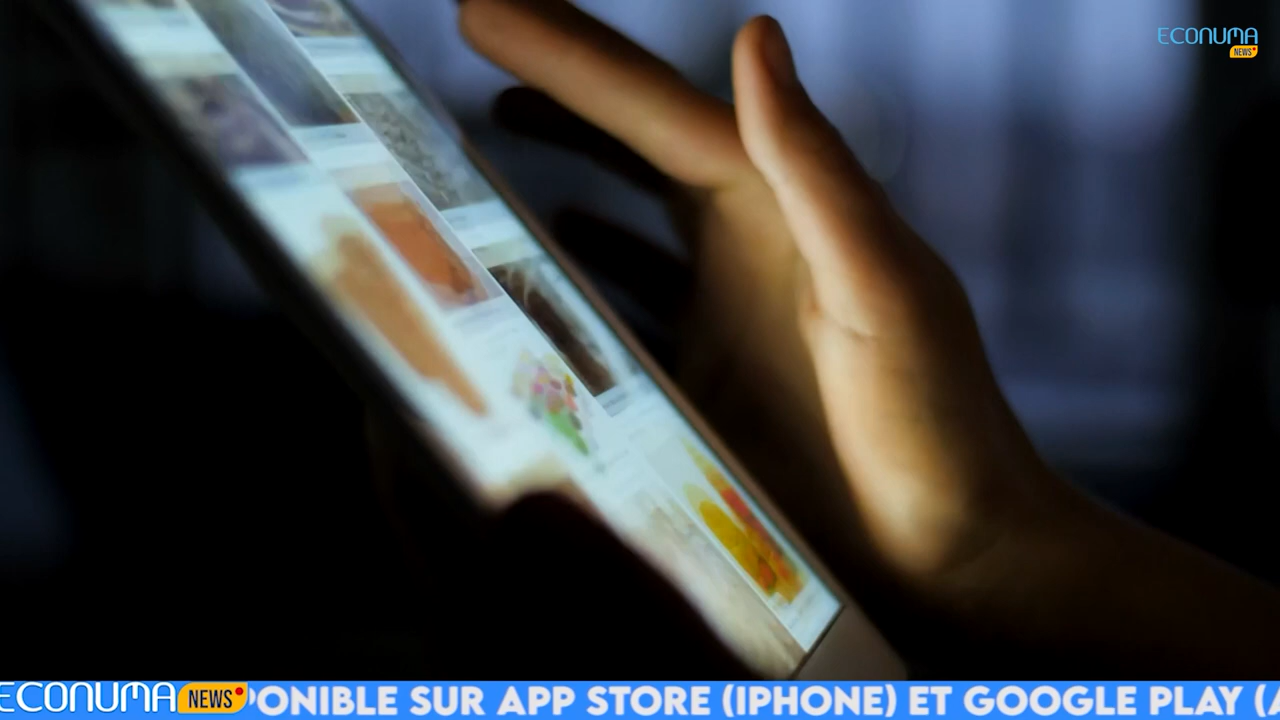 ECONUMA
NEWS
ECONUMA NEWS PONIBLE SUR APP STORE (IPHONE) ET GOOGLE PLAY (A